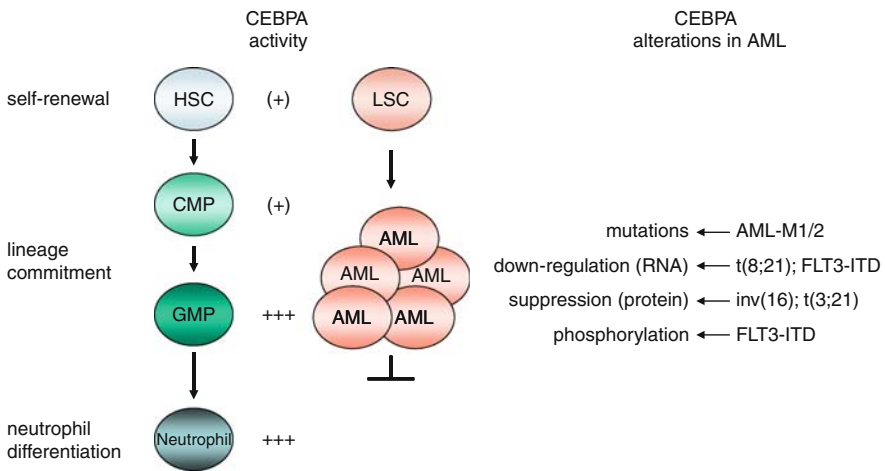 CEBPA
activity
CEBPA
alterations in AML
self-renewal
HSC
(+)
LSC
CMP
(+)
lineage
commitment
AML
AML
AML
AML
AML
GMP
+++
mutations
AML-M1/2
down-regulation (RNA)
t(8;21); FLT3-ITD
suppression (protein)
inv(16); t(3;21)
phosphorylation
FLT3-ITD
neutrophil
differentiation
Neutrophil
+++